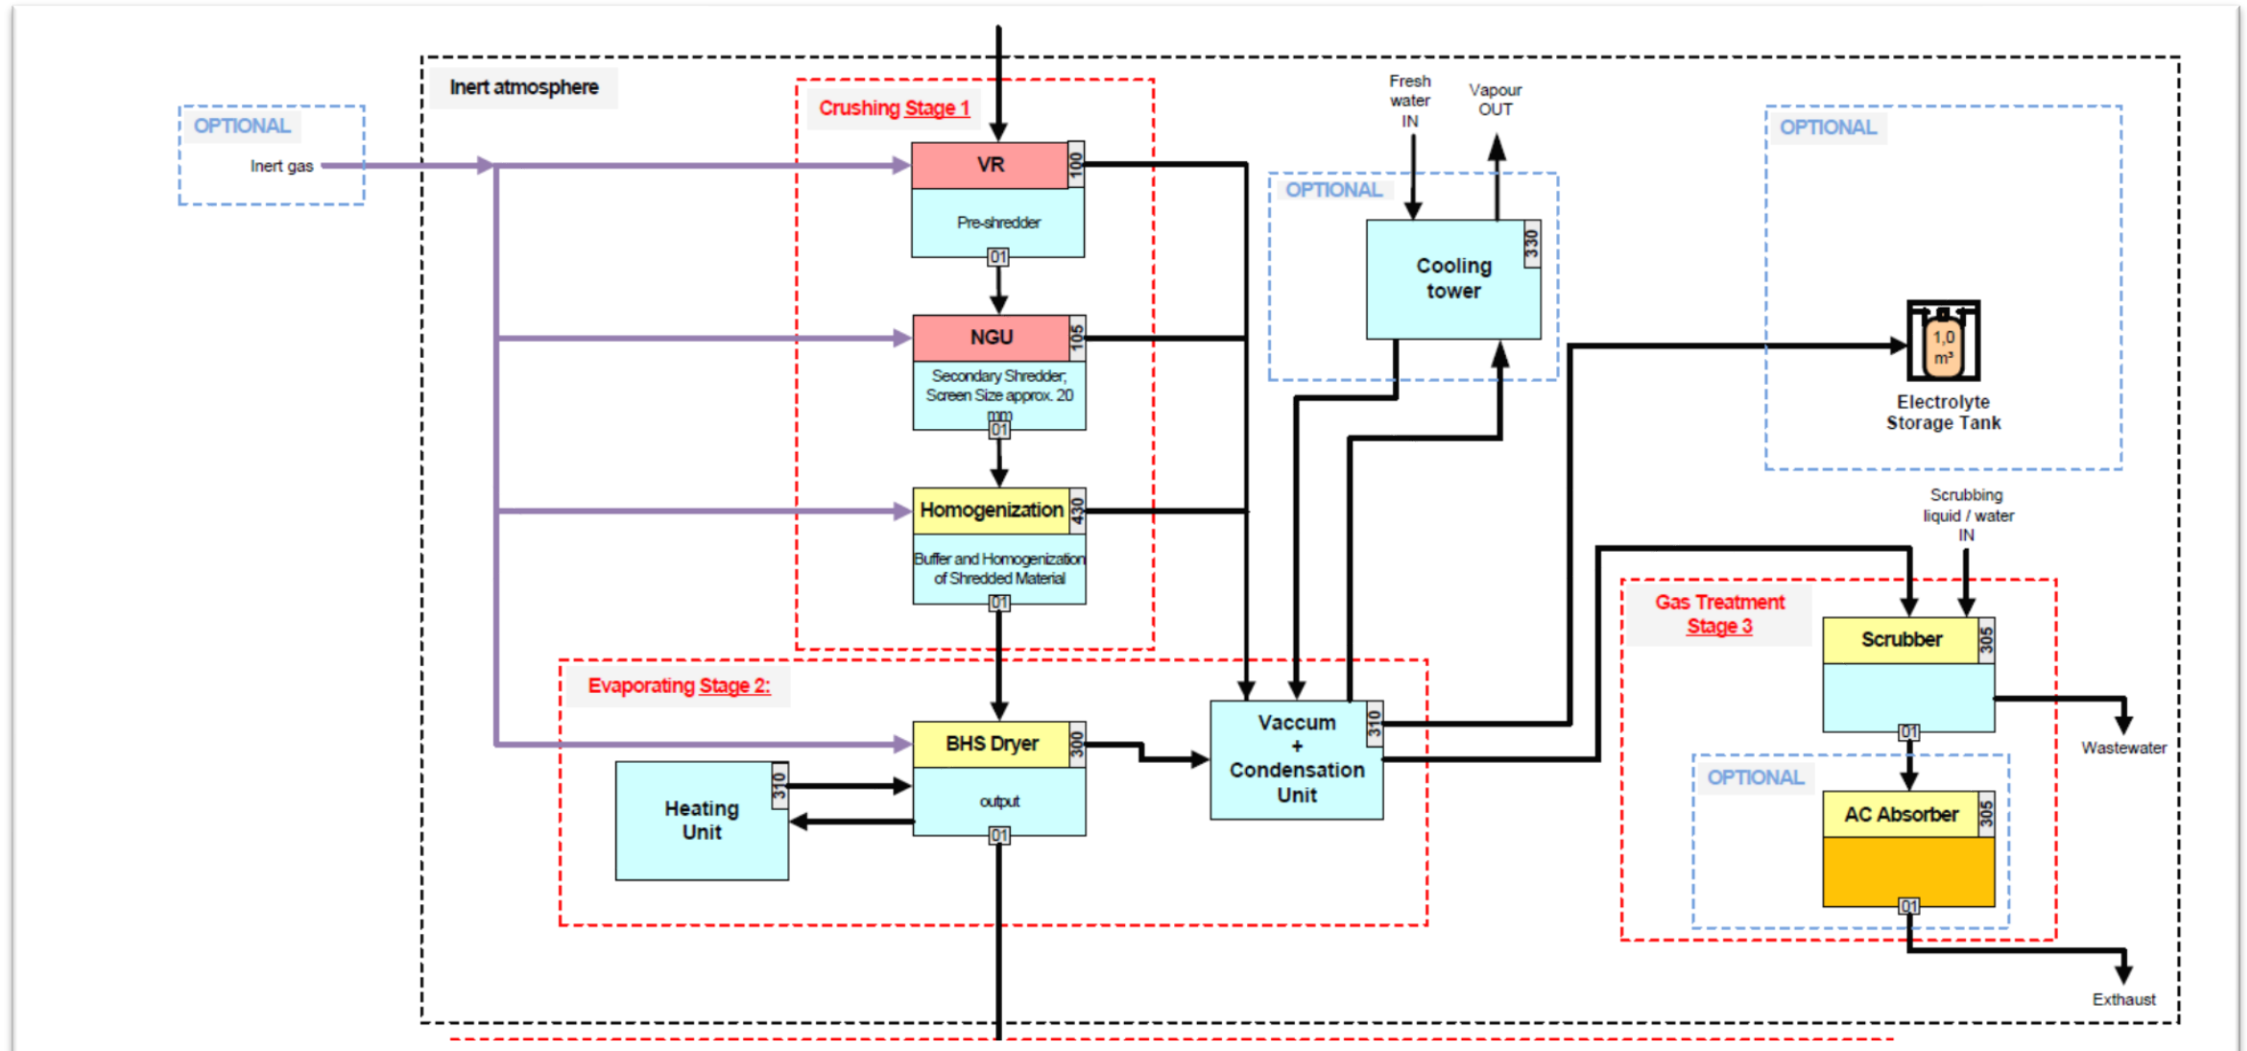 Inert atmosphere
OPTIONAL
Inert gas
Crushing Stage 1
VR
100
Pre-shredder
01
NGU
105
Secondary Shredder;
Screen Size approx. 20
mm
01
Homogenization
430
Buffer and Homogenization
of Shredded Material
01
Evaporating Stage 2:
BHS Dryer
300
output
01
Heating
Unit
310
Vaccum
+
Condensation
Unit
310
Fresh
water
IN
Vapour
OUT
OPTIONAL
Cooling
tower
330
OPTIONAL
1,0
m³
Electrolyte
Storage Tank
Scrubbing
liquid / water
IN
Gas Treatment
Stage 3
Scrubber
305
01
Wastewater
OPTIONAL
AC Absorber
305
01
Exthaust